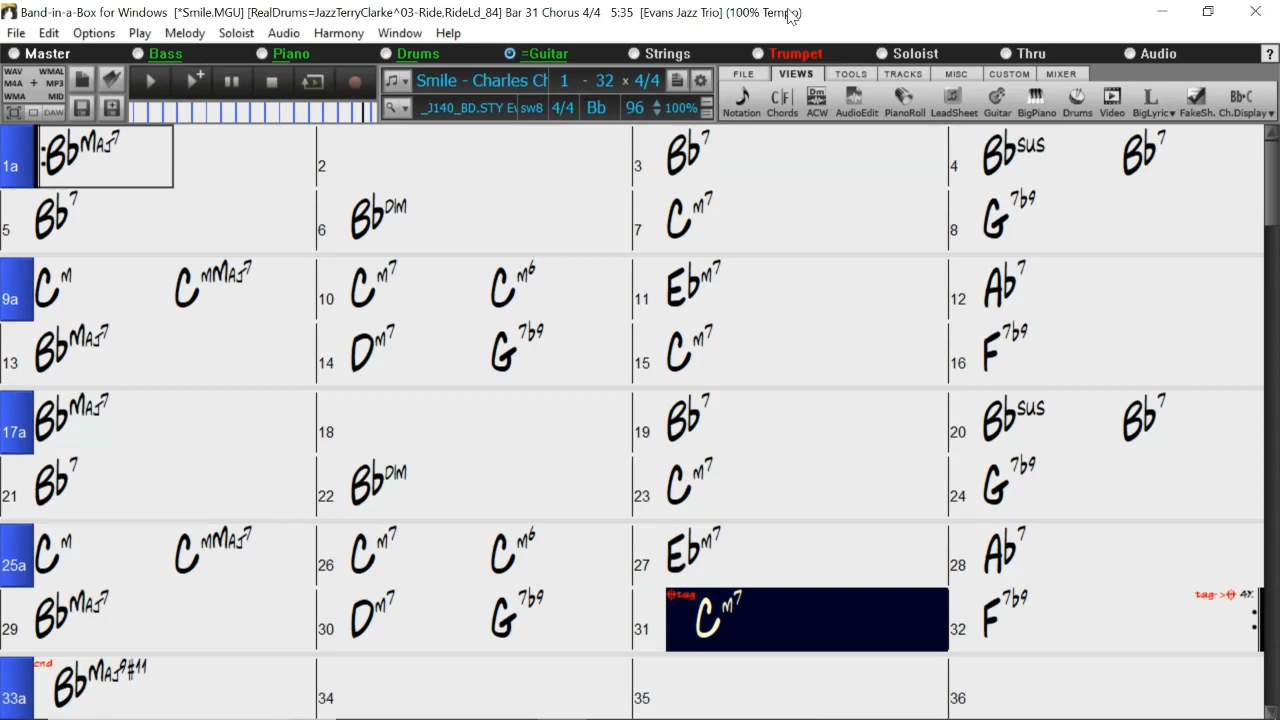 Band-in-a-Box for Windows [*Smile.MGU] [RealDrums=JazzTerryClarke^03-Ride,RideLd_84] Bar 31 Chorus 4/4 5:35 [Evans Jazz Trio] (100% Tempo)
File Edit Options Play Melody Soloist Audio Harmony Window Help
Master Bass Piano Drums =Guitar Strings Trumpet Soloist Thru Audio ?
WAV WMAL
M4A + MP3
WMA MID
DAW
Smile - Charles Ch 1 - 32 x 4/4
_J140_BD.STY Ev sw8 4/4 Bb 96 100%
FILE VIEWS TOOLS TRACKS MISC CUSTOM MIXER
Notation Chords ACW AudioEdit PianoRoll LeadSheet Guitar BigPiano Drums Video BigLyric FakeSh. Ch.Display
1a :BbMAJ7 2 3 Bb7 4 Bbsus Bb7
5 Bb7 6 BbDIM 7 Cm7 8 G7b9
9a Cm CmMAJ7 10 Cm7 Cm6 11 Ebm7 12 Ab7
13 BbMAJ7 14 Dm7 G7b9 15 Cm7 16 F7b9
17a BbMAJ7 18 19 Bb7 20 Bbsus Bb7
21 Bb7 22 BbDIM 23 Cm7 24 G7b9
25a Cm CmMAJ7 26 Cm7 Cm6 27 Ebm7 28 Ab7
29 BbMAJ7 30 Dm7 G7b9 31 tag Cm7 32 F7b9 tag-> 4X
33a end BbMAJ9#11 34 35 36